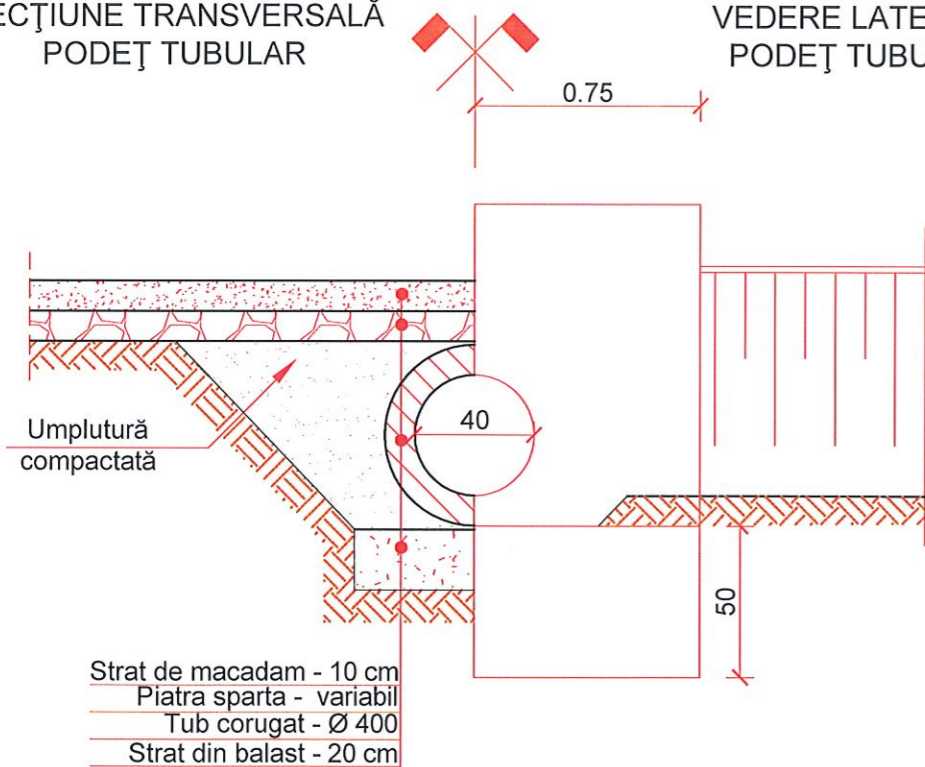 ECŢIUNE TRANSVERSALĂ
PODEŢ TUBULAR
VEDERE LATE
PODEŢ TUBU
0.75
Umplutură
compactată
40
50
Strat de macadam - 10 cm
Piatra sparta - variabil
Tub corugat - Ø 400
Strat din balast - 20 cm